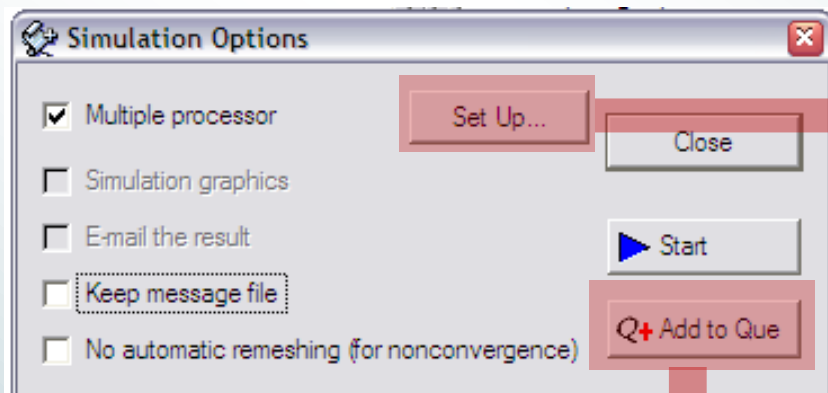 Simulation Options
Multiple processor
Set Up...
Close
Simulation graphics
E-mail the result
Start
Keep message file
Q+ Add to Que
No automatic remeshing (for nonconvergence)